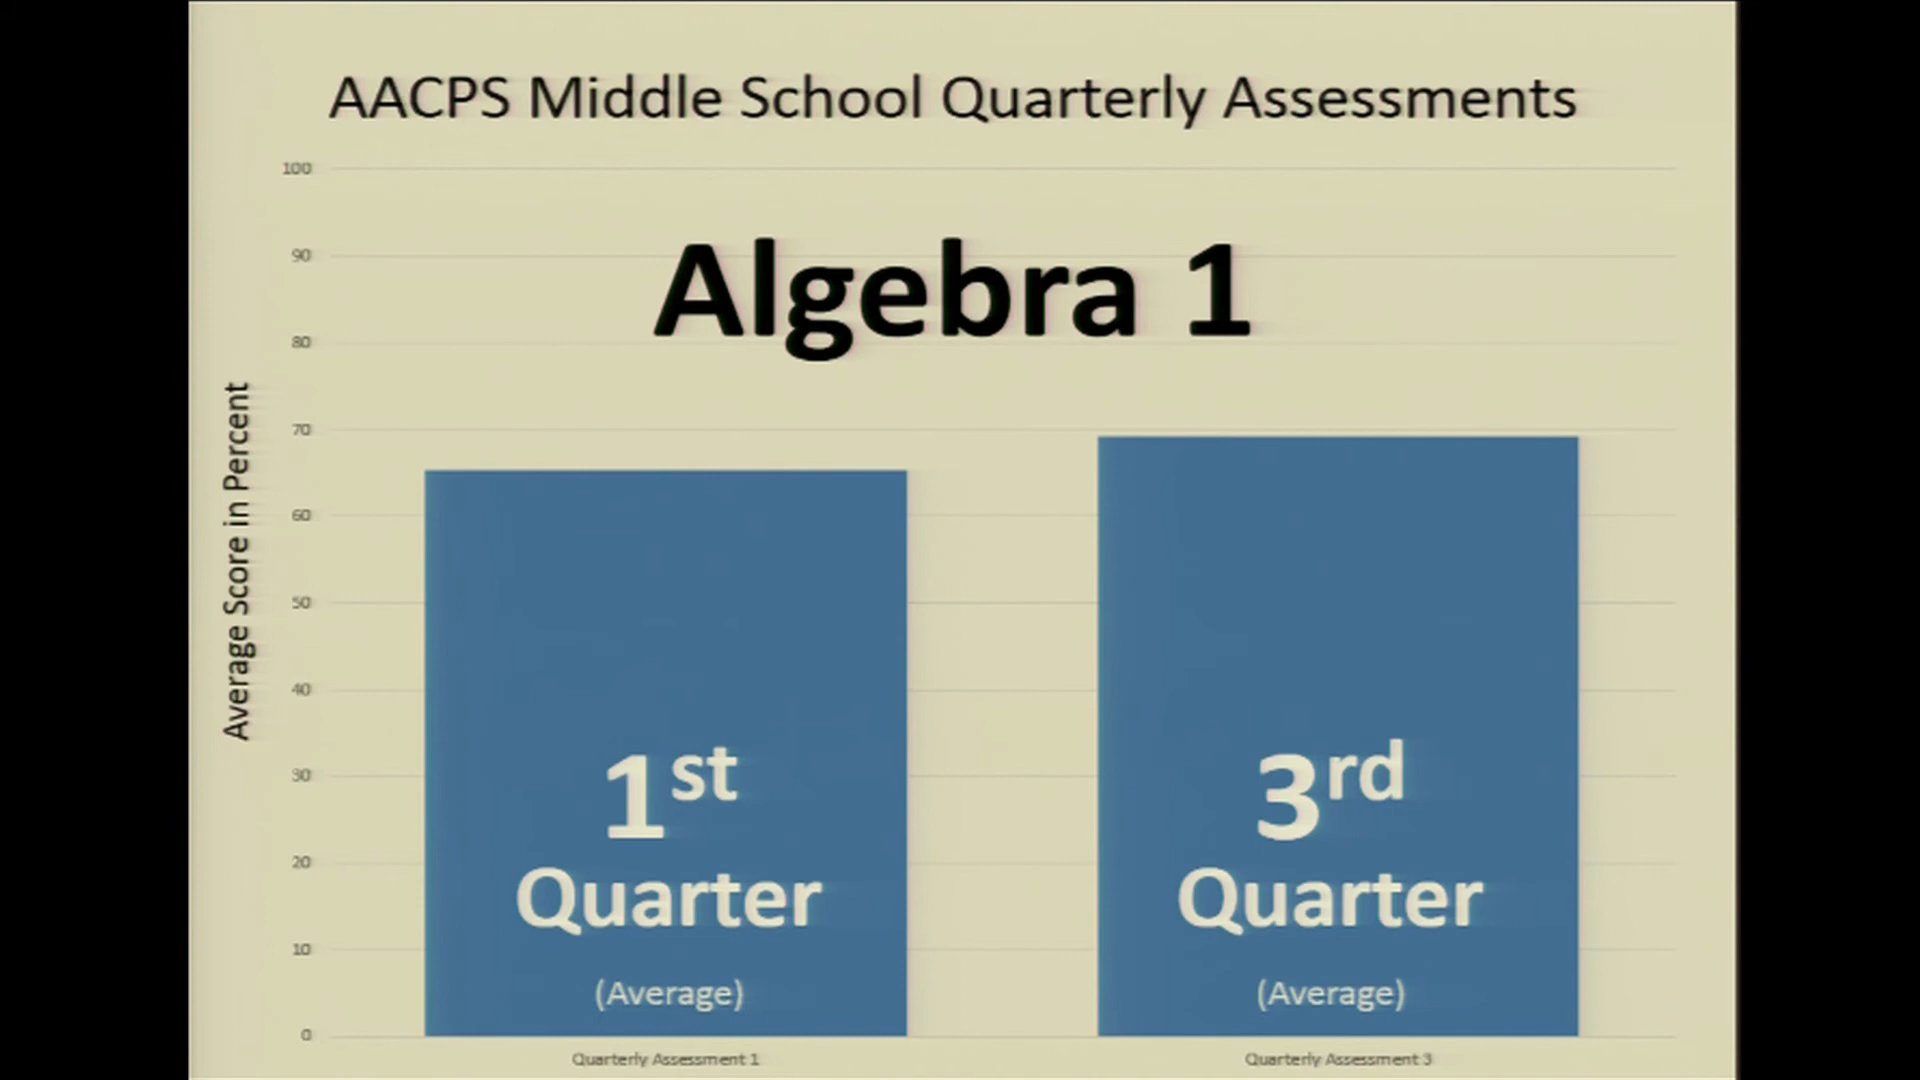 AACPS Middle School Quarterly Assessments
100
Algebra 1
90
80
70
60
50
40
30
20
10
0
Average Score in Percent
1st
Quarter
(Average)
3rd
Quarter
(Average)
Quarterly Assessment 1
Quarterly Assessment 3